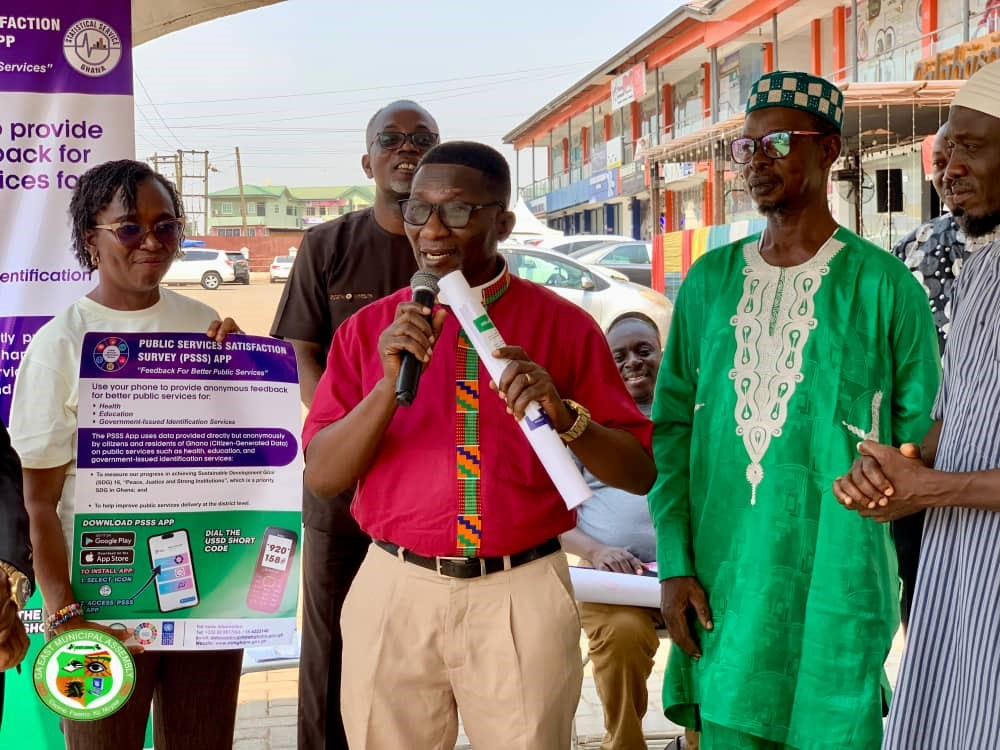 SATISFACTION
PP
Services"
STATISTICAL SERVICE
GHANA
o provide
back for
ices for
entification
PUBLIC SERVICES SATISFACTION
SURVEY (PSSS) APP
"Feedback For Better Public Services"
Use your phone to provide anonymous feedback
for better public services for:
Health
Education
Government-Issued Identification Services
The PSSS App uses data provided directly but anonymously
by citizens and residents of Ghana (Citizen-Generated Data)
on public services such as health, education, and
government-issued identification services:
To measure our progress in achieving Sustainable Development Goal
(SDG) 16, "Peace, Justice and Strong Institutions", which is a priority
SDG in Ghana; and
To help improve public services delivery at the district level.
DOWNLOAD PSSS APP
Google Play
App Store
TO INSTALL APP
1. SELECT ICON
2. ACCESS PSSS
APP
DIAL THE
USSD SHORT
CODE
*920*
158#
GA EAST MUNICIPAL ASSEMBLY